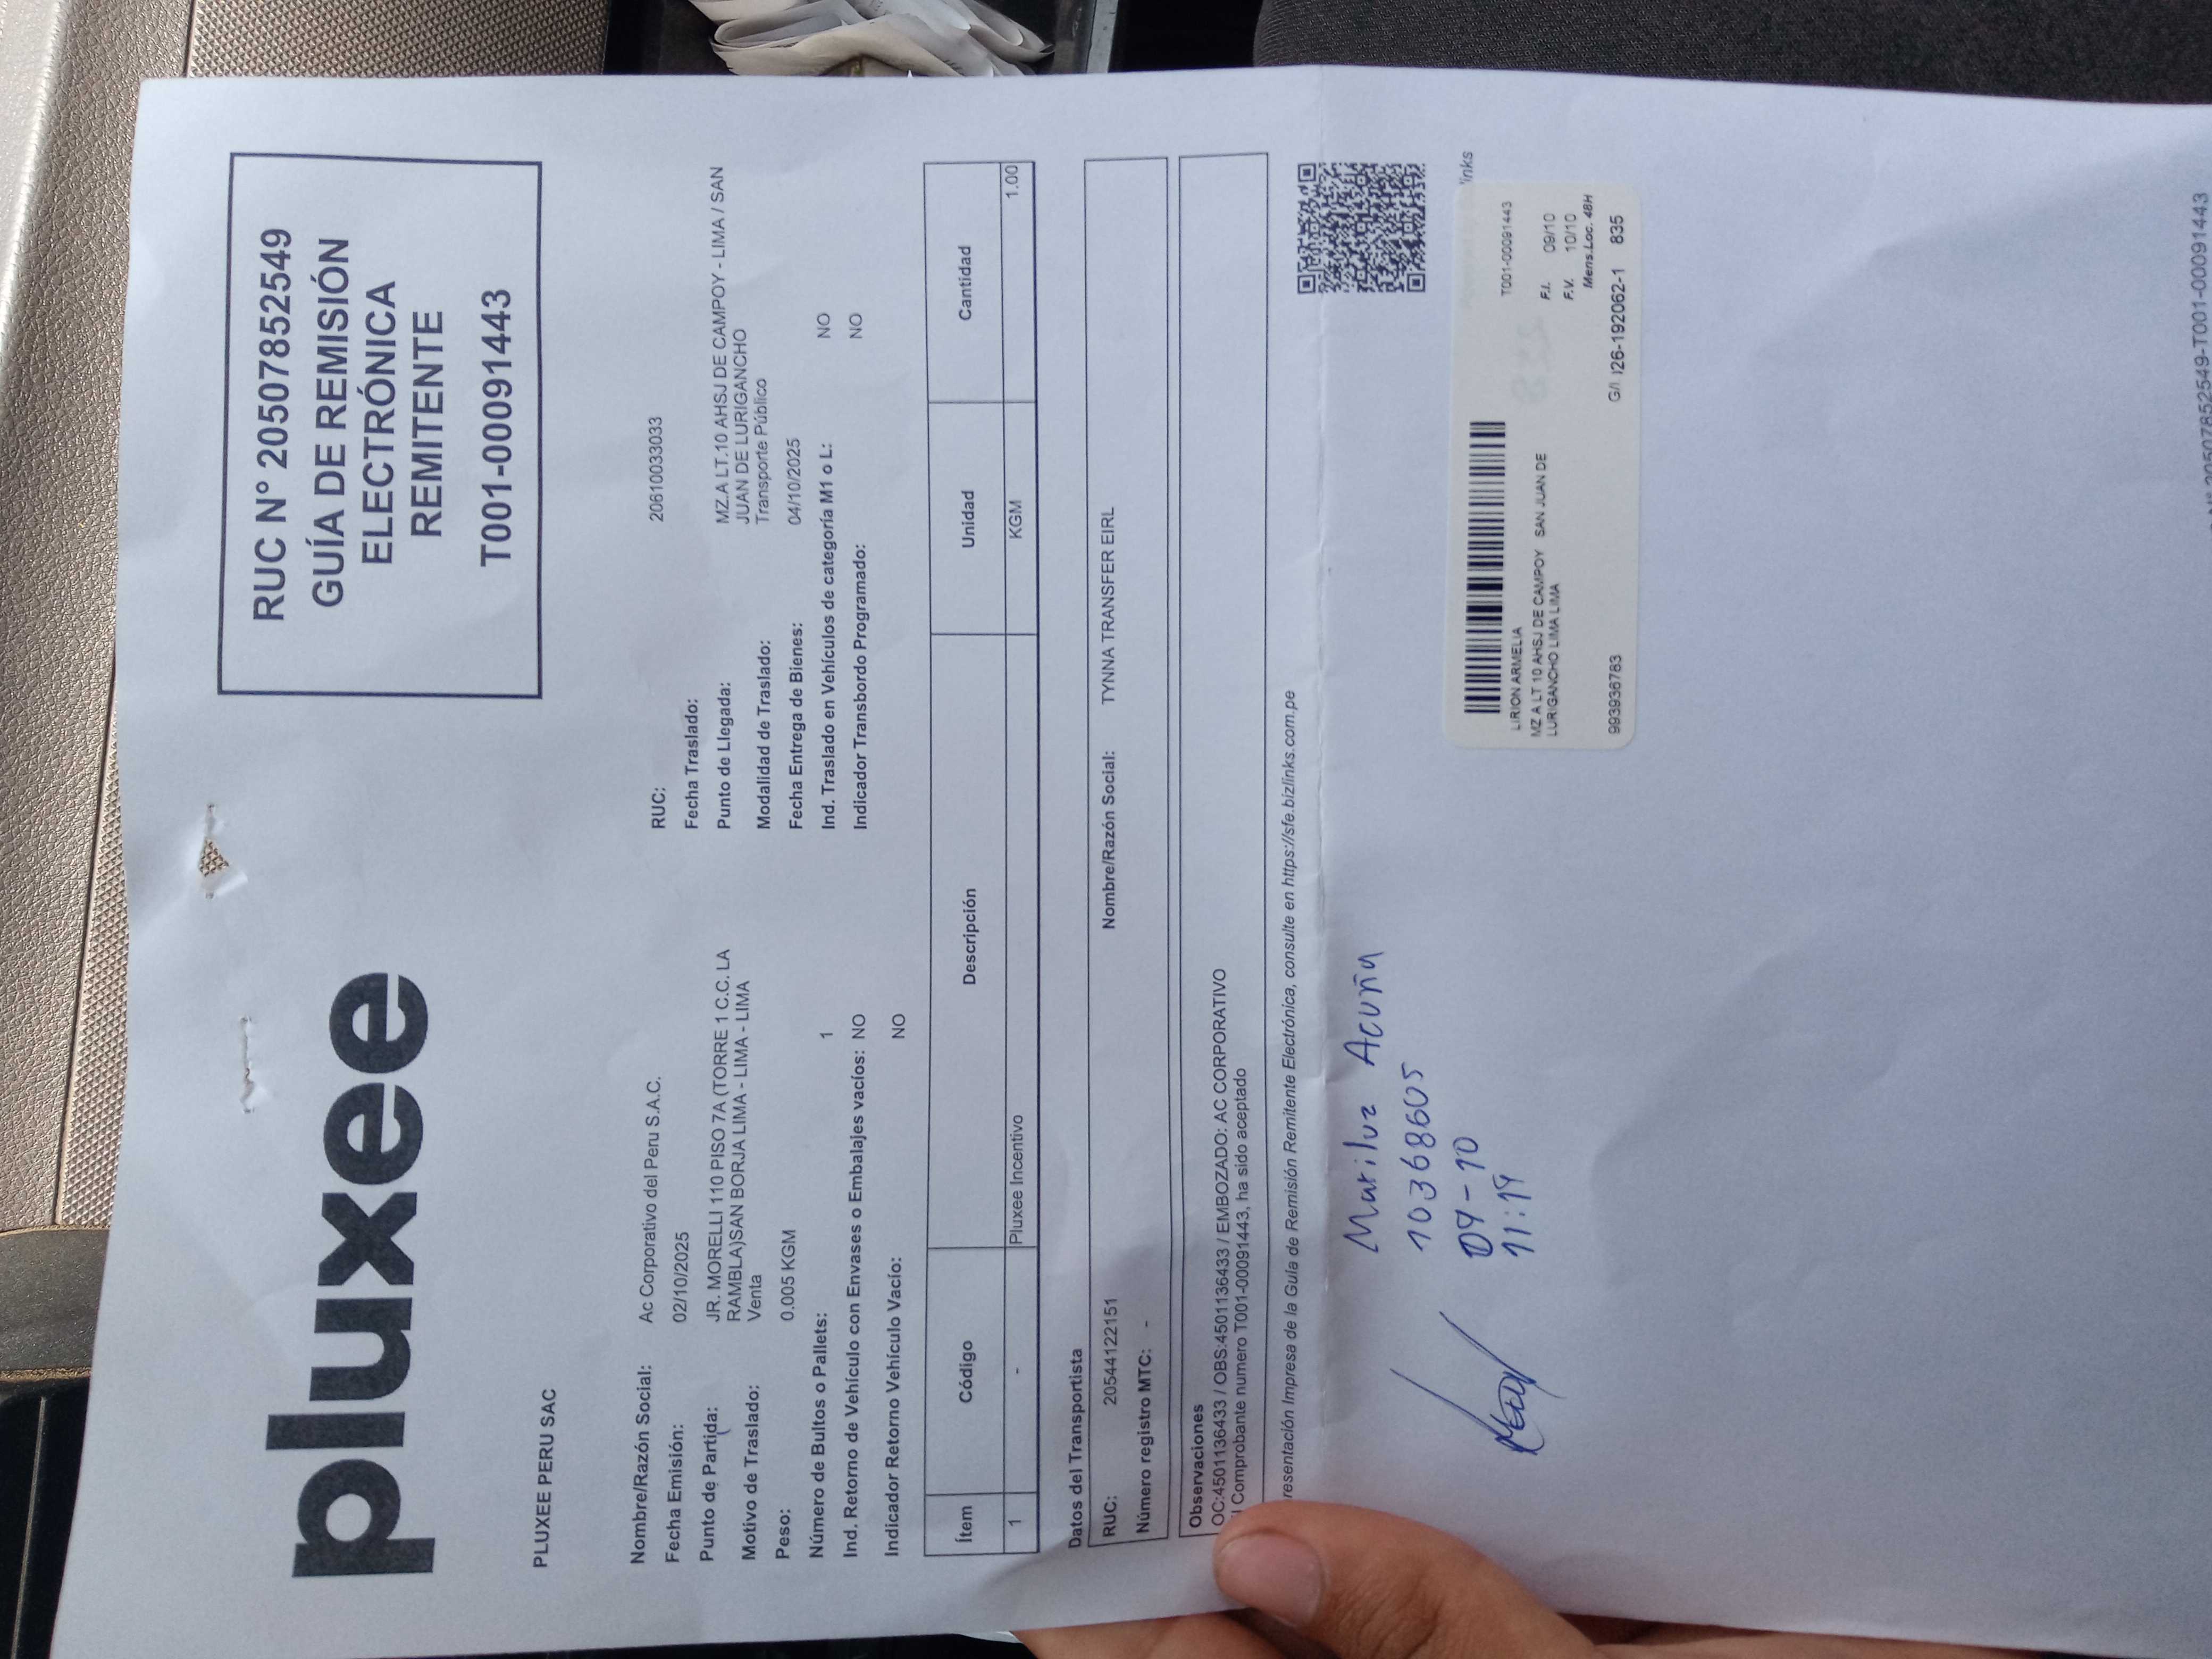 pluxee
RUC N° 20507852549
GUÍA DE REMISIÓN
ELECTRÓNICA
REMITENTE
T001-00091443
PLUXEE PERU SAC
Nombre/Razón Social: Ac Corporativo del Peru S.A.C.
RUC: 20610033033
Fecha Emisión: 02/10/2025
Fecha Traslado:
Punto de Partida: JR. MORELLI 110 PISO 7A (TORRE 1 C.C. LA
RAMBLA)SAN BORJA LIMA - LIMA - LIMA
Punto de Llegada: MZ.A LT.10 AHSJ DE CAMPOY - LIMA / SAN
JUAN DE LURIGANCHO
Motivo de Traslado: Venta
Modalidad de Traslado: Transporte Público
Peso: 0.005 KGM
Fecha Entrega de Bienes: 04/10/2025
Número de Bultos o Pallets: 1
Ind. Traslado en Vehículos de categoría M1 o L: NO
Ind. Retorno de Vehículo con Envases o Embalajes vacíos: NO
Indicador Transbordo Programado: NO
Indicador Retorno Vehículo Vacío: NO
Ítem Código Descripción Unidad Cantidad
1 - Pluxee Incentivo KGM 1.00
Datos del Transportista
RUC: 20544122151 Nombre/Razón Social: TYNNA TRANSFER EIRL
Número registro MTC: -
Observaciones
OC:4501136433 / OBS:4501136433 / EMBOZADO: AC CORPORATIVO
l Comprobante numero T001-00091443, ha sido aceptado
resentación Impresa de la Guía de Remisión Remitente Electrónica, consulte en https://sfe.bizlinks.com.pe
Mariluz Acuña
10368605
09-10
11:19
links
T001-00091443
LIRION ARMELIA
MZ A LT 10 AHSJ DE CAMPOY SAN JUAN DE
LURIGANCHO LIMA LIMA
F.I. 09/10
F.V. 10/10
Mens.Loc. 48H
993936783
G/I I26-192062-1 835
20507852549-T001-00091443